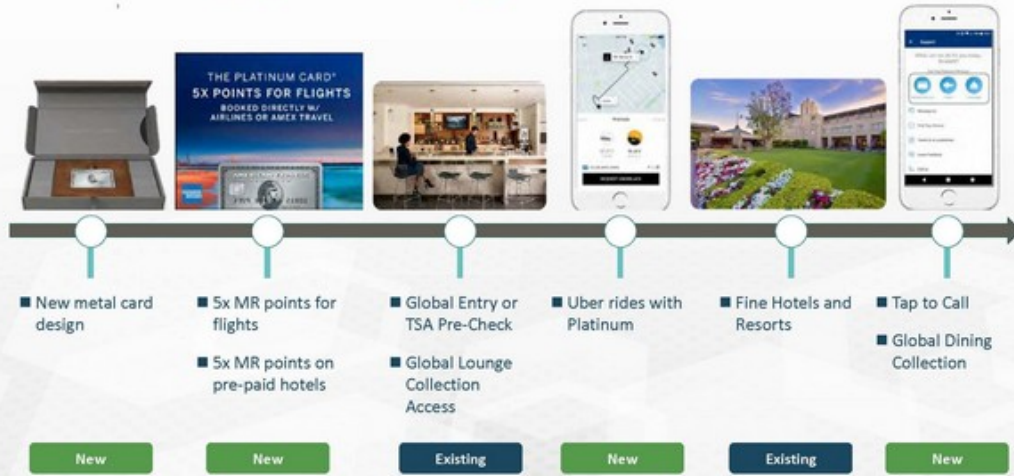 THE PLATINUM CARD®
5X POINTS FOR FLIGHTS
BOOKED DIRECTLY W/
AIRLINES OR AMEX TRAVEL
AMERICAN EXPRESS
Support
New metal card
design
5x MR points for
flights
5x MR points on
pre-paid hotels
Global Entry or
TSA Pre-Check
Global Lounge
Collection
Access
Uber rides with
Platinum
Fine Hotels and
Resorts
Tap to Call
Global Dining
Collection
New
New
Existing
New
Existing
New